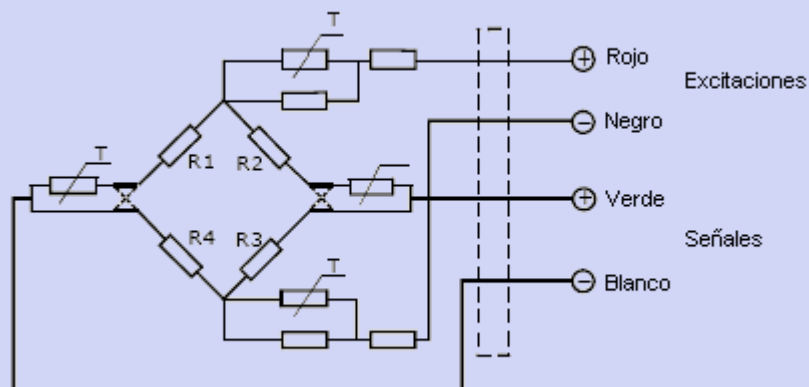 T
+ Rojo
Excitaciones
− Negro
T
R1
R2
+ Verde
R4
R3
Señales
T
− Blanco